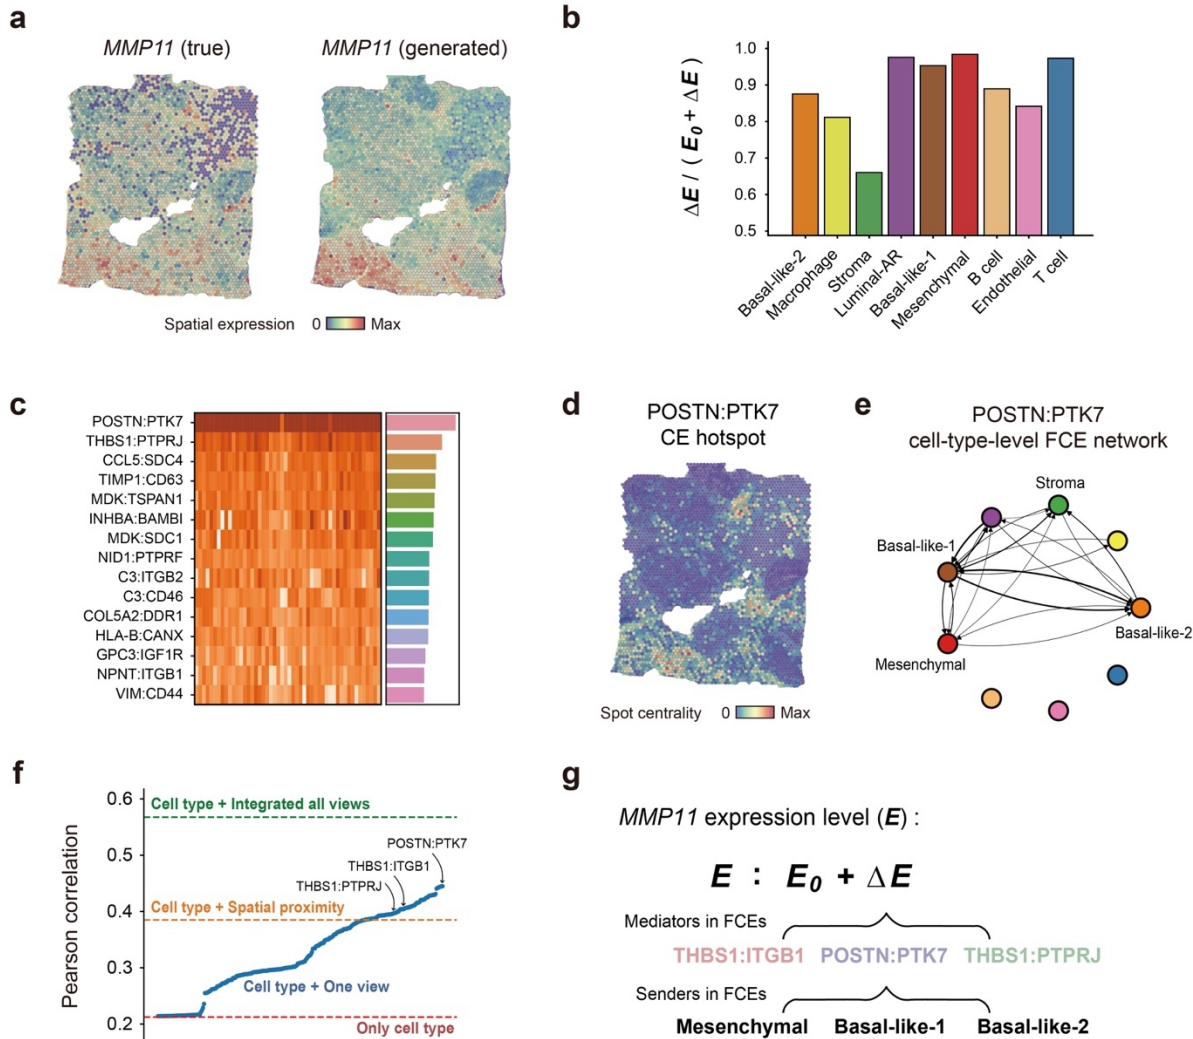 a
MMP11 (true)
MMP11 (generated)
Spatial expression 0 Max
b
ΔE / ( E0 + ΔE )
1.0
0.9
0.8
0.7
0.6
0.5
Basal-like-2
Macrophage
Stroma
Luminal-AR
Basal-like-1
Mesenchymal
B cell
Endothelial
T cell
c
POSTN:PTK7
THBS1:PTPRJ
CCL5:SDC4
TIMP1:CD63
MDK:TSPAN1
INHBA:BAMBI
MDK:SDC1
NID1:PTPRF
C3:ITGB2
C3:CD46
COL5A2:DDR1
HLA-B:CANX
GPC3:IGF1R
NPNT:ITGB1
VIM:CD44
d
POSTN:PTK7
CE hotspot
Spot centrality 0 Max
e
POSTN:PTK7
cell-type-level FCE network
Stroma
Basal-like-1
Basal-like-2
Mesenchymal
f
Pearson correlation
0.6
0.5
0.4
0.3
0.2
Cell type + Integrated all views
POSTN:PTK7
THBS1:ITGB1
THBS1:PTPRJ
Cell type + Spatial proximity
Cell type + One view
Only cell type
g
MMP11 expression level (E) :
E : E0 + ΔE
Mediators in FCEs
THBS1:ITGB1 POSTN:PTK7 THBS1:PTPRJ
Senders in FCEs
Mesenchymal Basal-like-1 Basal-like-2